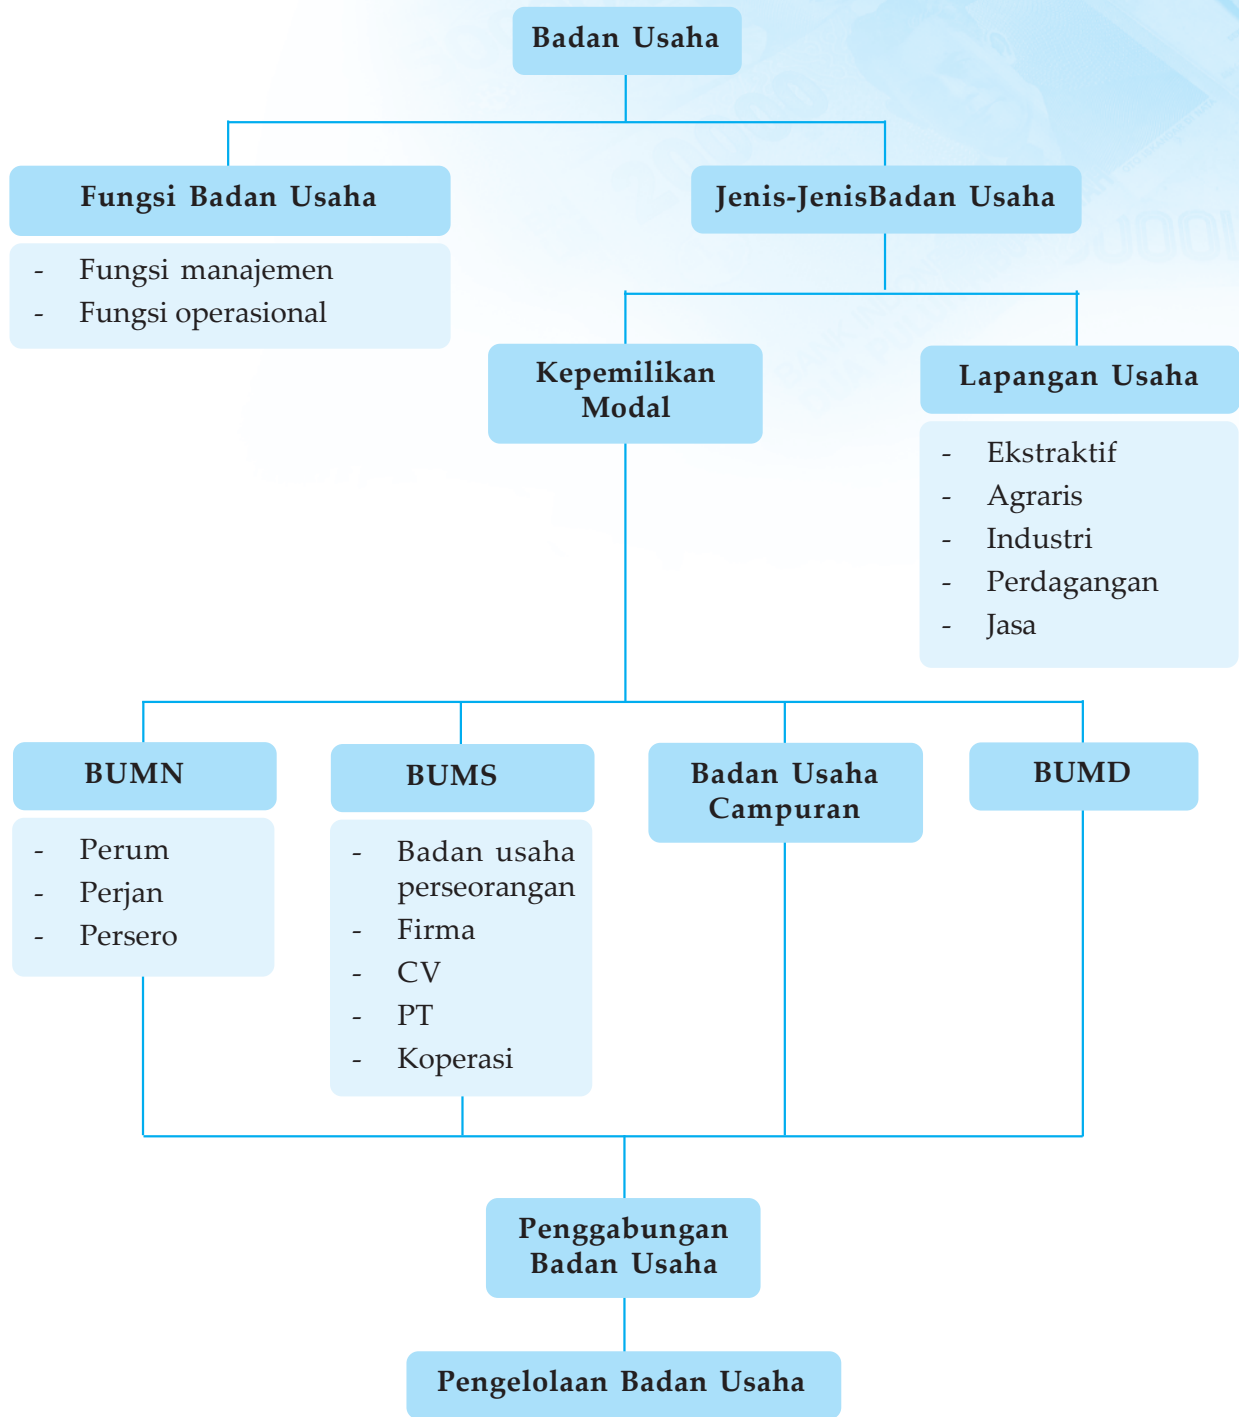 Badan Usaha
Fungsi Badan Usaha
- Fungsi manajemen
- Fungsi operasional
Jenis-JenisBadan Usaha
Kepemilikan
Modal
Lapangan Usaha
- Ekstraktif
- Agraris
- Industri
- Perdagangan
- Jasa
BUMN
- Perum
- Perjan
- Persero
BUMS
- Badan usaha
perseorangan
- Firma
- CV
- PT
- Koperasi
Badan Usaha
Campuran
BUMD
Penggabungan
Badan Usaha
Pengelolaan Badan Usaha